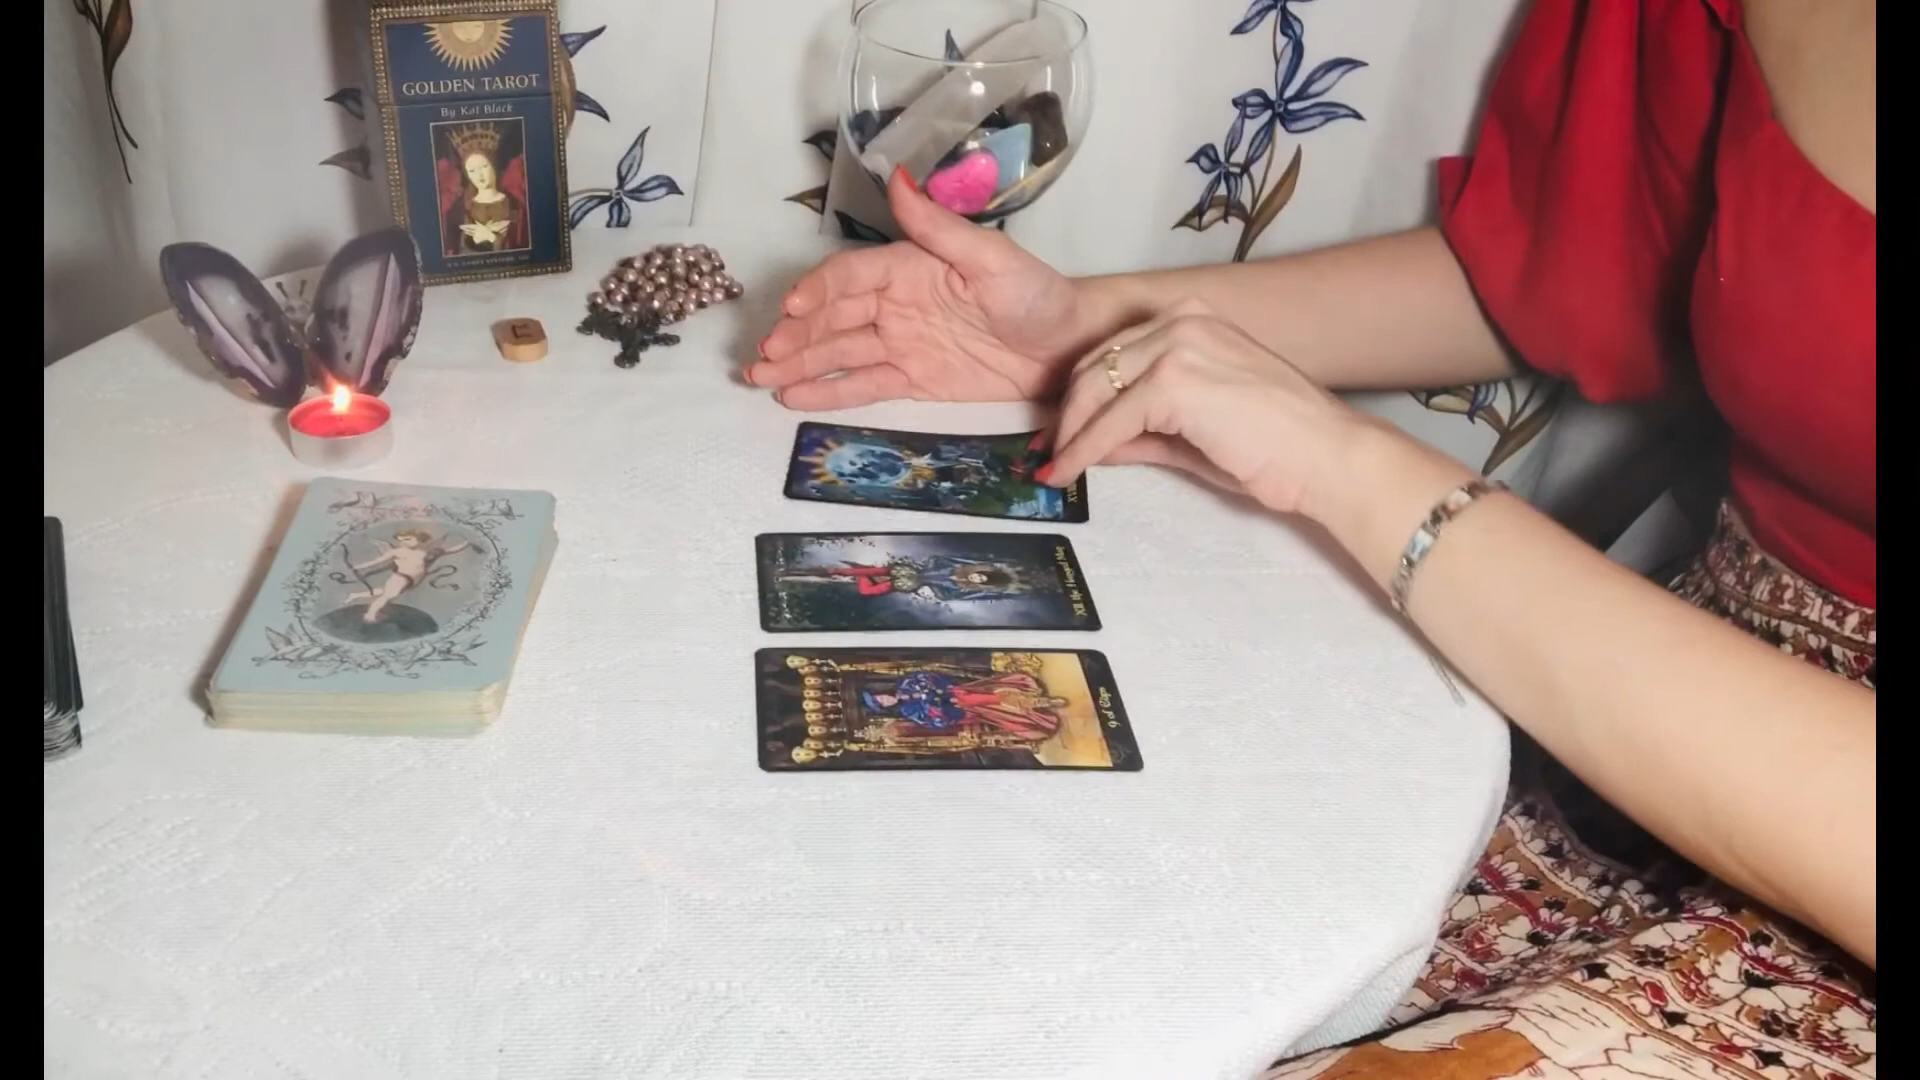 GOLDEN TAROT
By Kat Black
XII the Hanged Man
9 of Cups